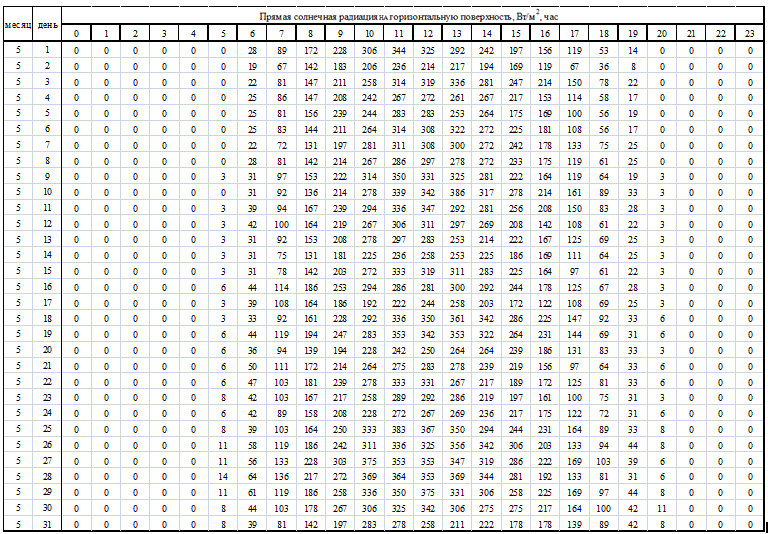 Прямая солнечная радиация на горизонтальную поверхность, Вт/м², час
месяц день 0 1 2 3 4 5 6 7 8 9 10 11 12 13 14 15 16 17 18 19 20 21 22 23
5 1 0 0 0 0 0 0 28 89 172 228 306 344 325 292 242 197 156 119 53 14 0 0 0 0
5 2 0 0 0 0 0 0 19 67 142 183 206 236 214 217 194 169 119 67 36 8 0 0 0 0
5 3 0 0 0 0 0 0 22 81 147 211 258 314 319 336 281 247 214 150 78 22 0 0 0 0
5 4 0 0 0 0 0 0 25 86 147 208 242 267 272 261 267 217 153 114 58 17 0 0 0 0
5 5 0 0 0 0 0 0 25 81 156 239 244 283 283 253 264 175 169 100 56 19 0 0 0 0
5 6 0 0 0 0 0 0 25 83 144 211 264 314 308 322 272 225 181 108 56 17 0 0 0 0
5 7 0 0 0 0 0 0 22 72 131 197 281 311 308 300 272 242 178 133 75 25 0 0 0 0
5 8 0 0 0 0 0 0 28 81 142 214 267 286 297 278 272 233 175 119 61 25 0 0 0 0
5 9 0 0 0 0 0 3 31 97 153 222 314 350 331 325 281 222 164 119 64 19 3 0 0 0
5 10 0 0 0 0 0 0 31 92 136 214 278 339 342 386 317 278 214 161 89 33 3 0 0 0
5 11 0 0 0 0 0 3 39 94 167 239 294 336 347 292 281 256 208 150 83 28 3 0 0 0
5 12 0 0 0 0 0 3 42 100 164 219 267 306 311 297 269 208 142 108 61 22 3 0 0 0
5 13 0 0 0 0 0 3 31 92 153 208 278 297 283 253 214 222 167 125 69 25 3 0 0 0
5 14 0 0 0 0 0 3 31 75 131 181 225 236 258 253 225 186 169 111 64 25 3 0 0 0
5 15 0 0 0 0 0 3 31 78 142 203 272 333 319 311 283 225 164 97 61 22 3 0 0 0
5 16 0 0 0 0 0 6 44 114 186 253 294 286 281 300 292 244 178 125 67 28 3 0 0 0
5 17 0 0 0 0 0 3 39 108 164 186 192 222 244 258 203 172 122 108 69 25 3 0 0 0
5 18 0 0 0 0 0 3 33 92 161 228 292 336 350 361 342 286 225 147 92 33 6 0 0 0
5 19 0 0 0 0 0 6 44 119 194 247 283 353 342 353 322 264 231 144 69 31 6 0 0 0
5 20 0 0 0 0 0 6 36 94 139 194 228 242 250 264 264 239 186 131 83 33 3 0 0 0
5 21 0 0 0 0 0 6 50 111 172 214 264 275 283 278 239 219 156 97 64 33 6 0 0 0
5 22 0 0 0 0 0 6 47 103 181 239 278 333 331 267 217 189 172 125 81 33 6 0 0 0
5 23 0 0 0 0 0 8 42 103 167 217 258 289 292 286 219 197 161 100 75 31 3 0 0 0
5 24 0 0 0 0 0 6 42 89 158 208 228 272 267 269 236 217 175 122 72 31 6 0 0 0
5 25 0 0 0 0 0 8 39 103 164 250 333 383 367 350 294 244 231 164 89 33 8 0 0 0
5 26 0 0 0 0 0 11 58 119 186 242 311 336 325 356 342 306 203 133 94 44 8 0 0 0
5 27 0 0 0 0 0 11 56 133 228 303 375 353 353 347 319 286 222 169 103 39 6 0 0 0
5 28 0 0 0 0 0 14 64 136 217 272 369 364 353 369 344 281 192 133 81 31 6 0 0 0
5 29 0 0 0 0 0 11 61 119 186 258 336 350 375 331 306 258 225 169 97 44 8 0 0 0
5 30 0 0 0 0 0 8 44 103 178 267 306 325 342 306 275 275 217 164 100 42 11 0 0 0
5 31 0 0 0 0 0 8 39 81 142 197 283 278 258 211 222 178 178 139 89 42 8 0 0 0